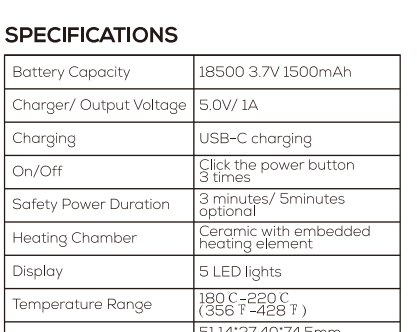 SPECIFICATIONS
Battery Capacity 18500 3.7V 1500mAh
Charger/ Output Voltage 5.0V/ 1A
Charging USB-C charging
On/Off Click the power button
3 times
Safety Power Duration 3 minutes/ 5minutes
optional
Heating Chamber Ceramic with embedded
heating element
Display 5 LED lights
Temperature Range 180℃-220℃
(356℉-428℉)